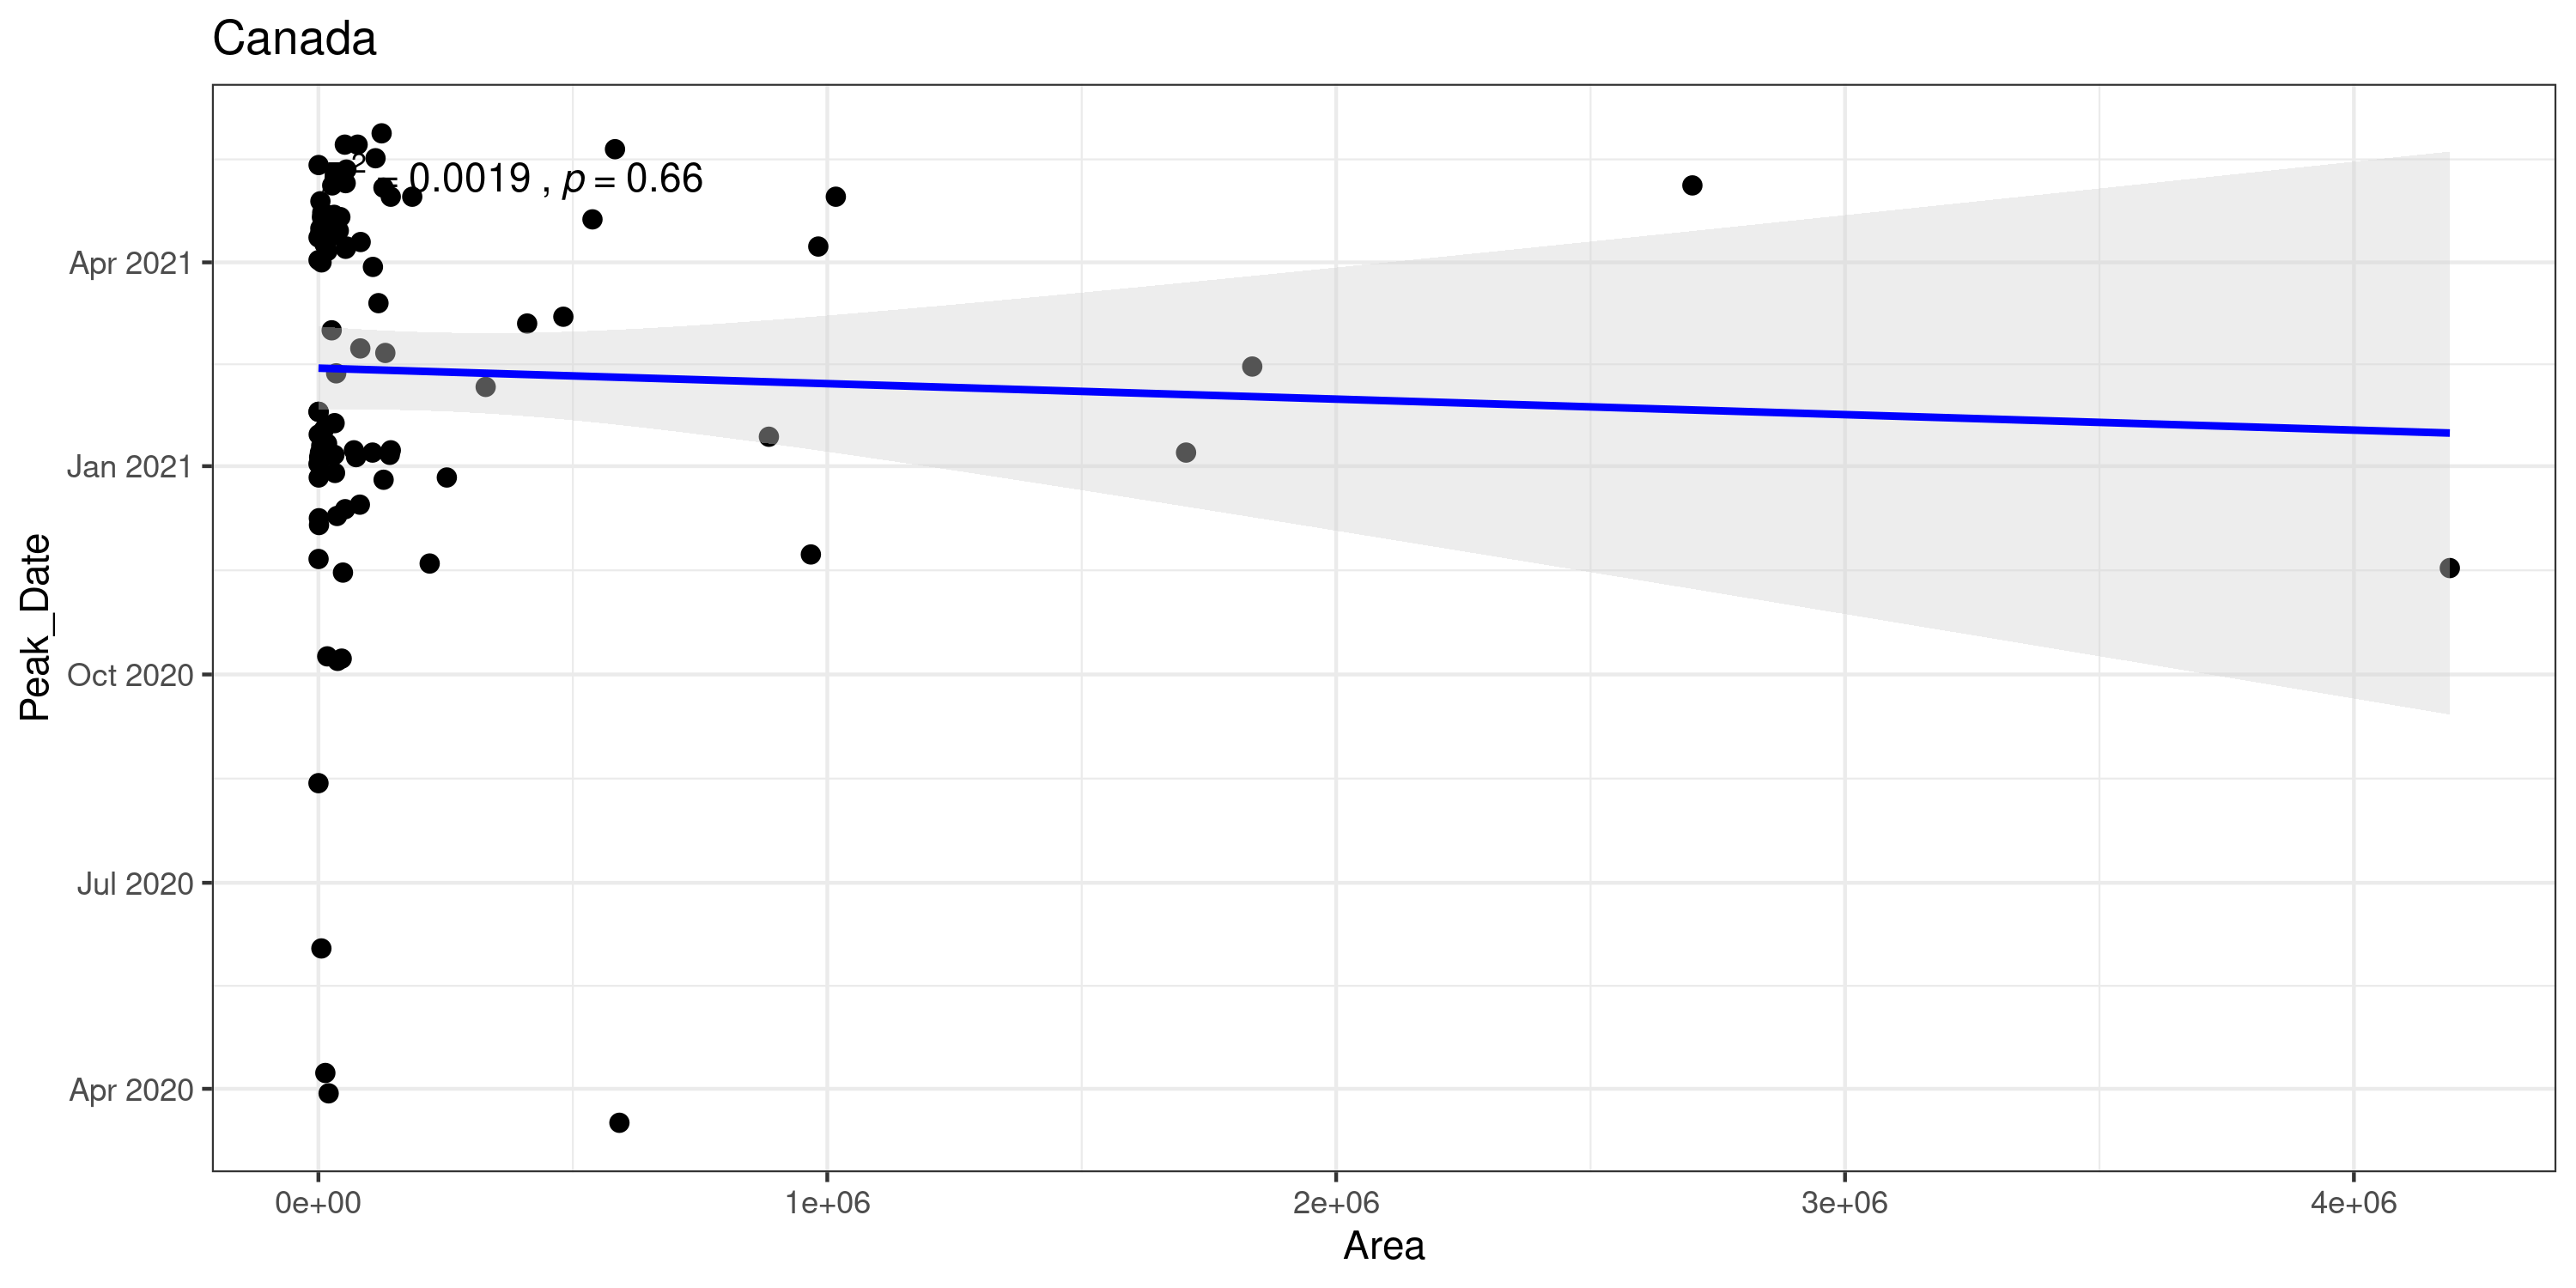 Canada
2 = 0.0019 , p = 0.66
Apr 2021
Jan 2021
Oct 2020
Jul 2020
Apr 2020
Peak_Date
0e+00 1e+06 2e+06 3e+06 4e+06
Area